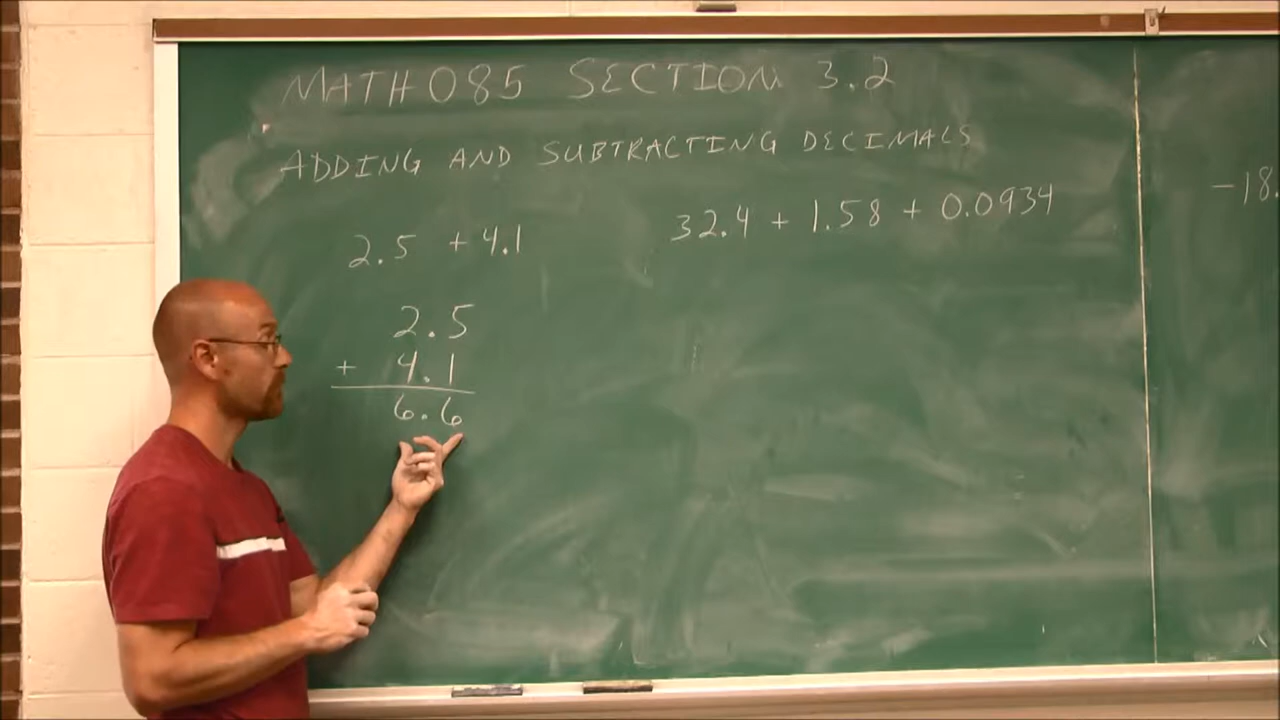 MATH 085 SECTION 3.2
ADDING AND SUBTRACTING DECIMALS
2.5 + 4.1
2.5
+ 4.1
6.6
32.4 + 1.58 + 0.0934
-18.